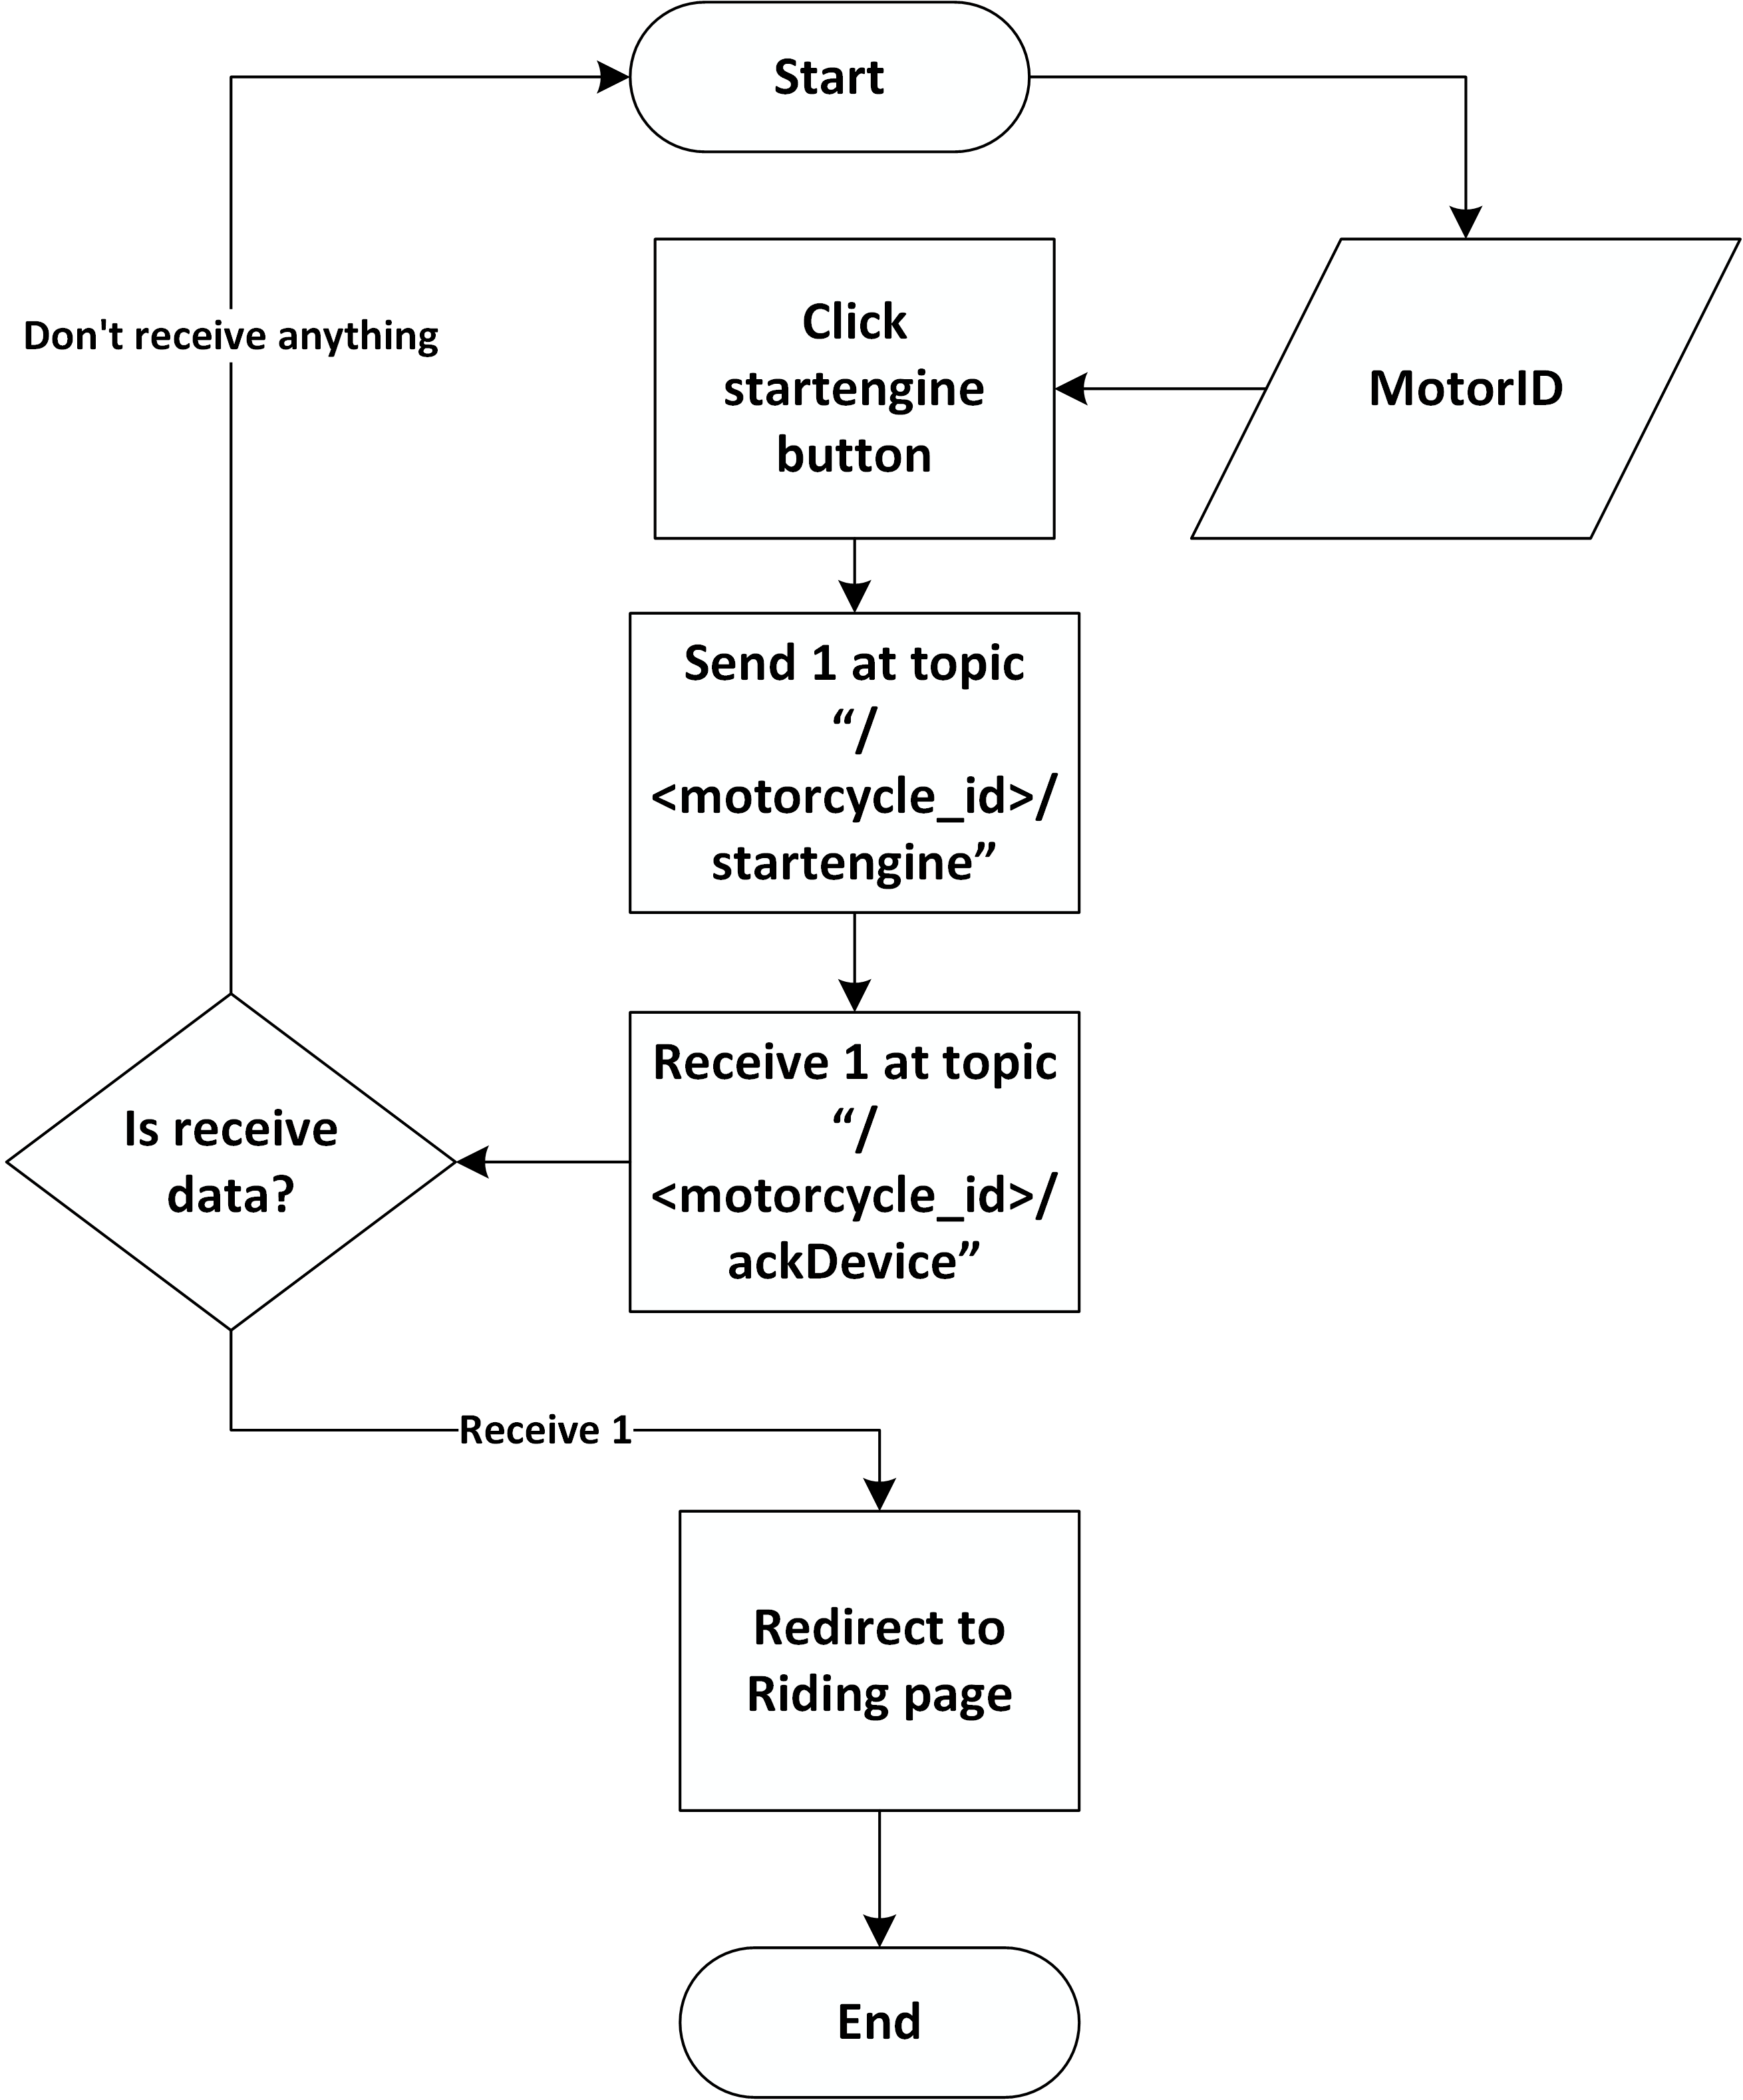 Start
Don't receive anything
Click
startengine
button
MotorID
Send 1 at topic
“/
<motorcycle_id>/
startengine”
Receive 1 at topic
“/
<motorcycle_id>/
ackDevice”
Is receive
data?
Receive 1
Redirect to
Riding page
End